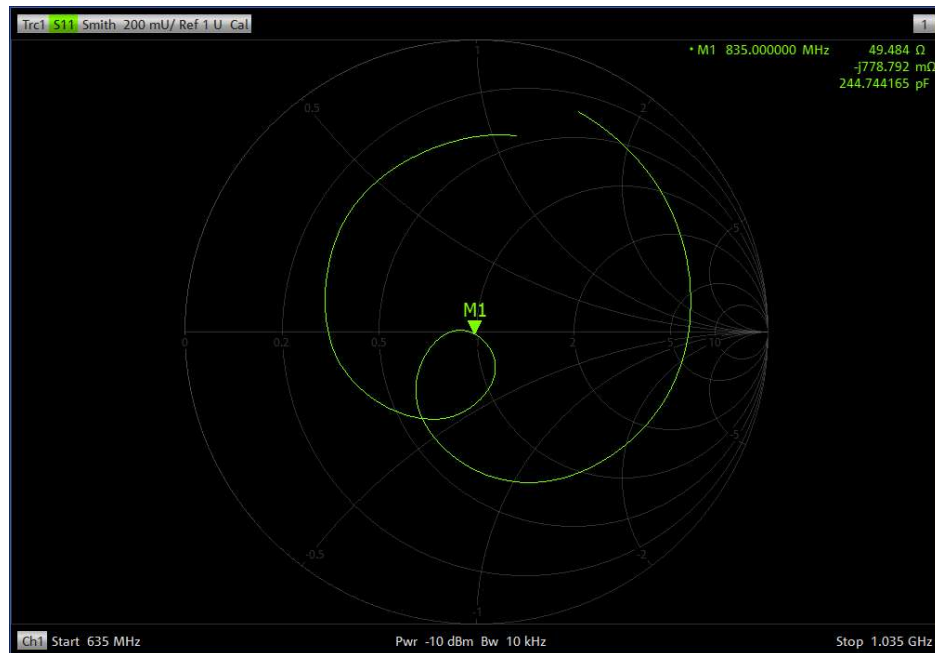 Trc1 S11 Smith 200 mU/ Ref 1 U Cal
1
• M1 835.000000 MHz 49.484 Ω
-j778.792 mΩ
244.744165 pF
1
0.5
2
5
M1
0
0.2
0.5
1
2
5
10
-5
-0.5
-2
-1
Ch1 Start 635 MHz Pwr -10 dBm Bw 10 kHz Stop 1.035 GHz